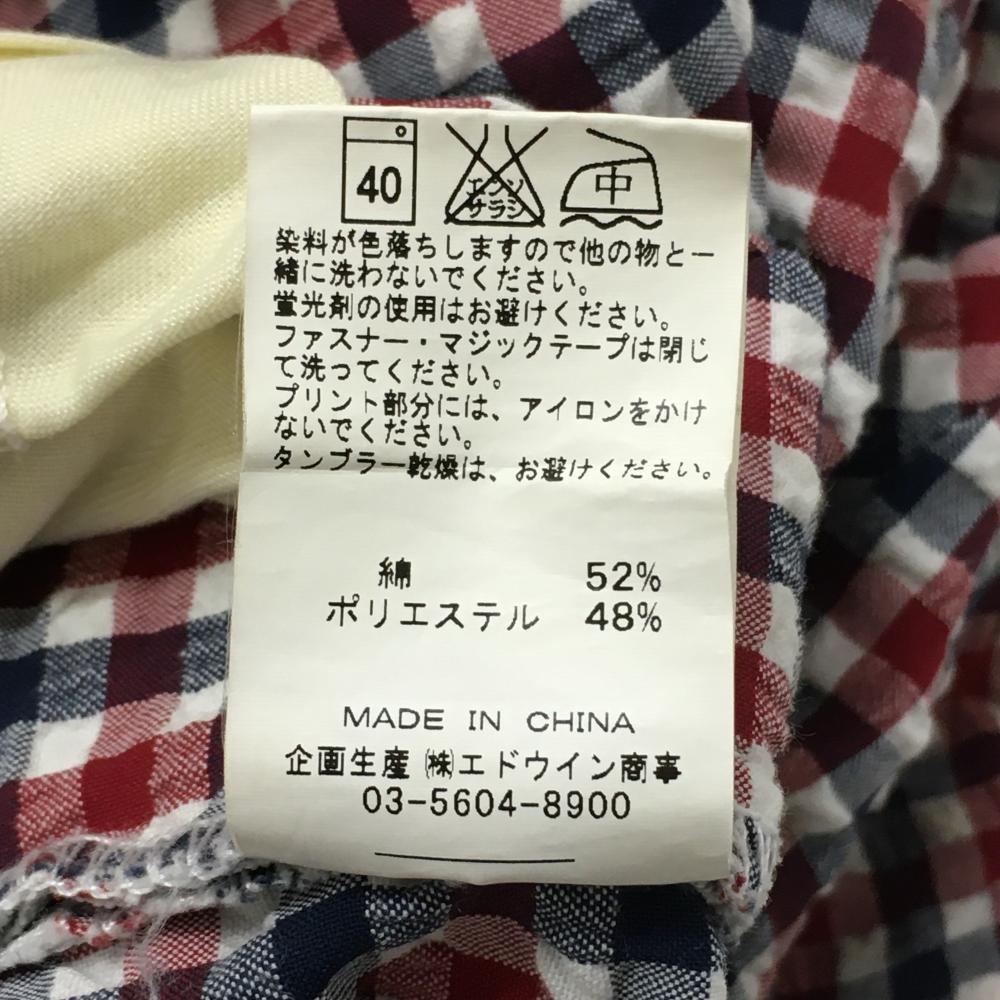 40
エンソ
サラシ
中
染料が色落ちしますので他の物と一
緒に洗わないでください。
蛍光剤の使用はお避けください。
ファスナー・マジックテープは閉じ
て洗ってください。
プリント部分には、アイロンをかけ
ないでください。
タンブラー乾燥は、お避けください。
綿 52%
ポリエステル 48%
MADE IN CHINA
企画生産 ㈱エドウイン商事
03-5604-8900